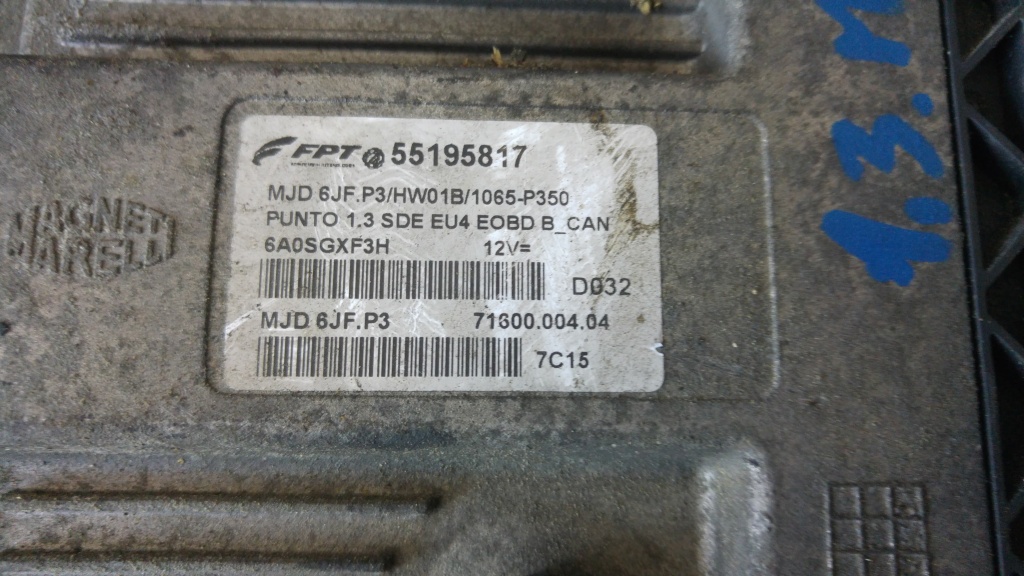 FPT 55195817
MJD 6JF.P3/HW01B/1065-P350
PUNTO 1.3 SDE EU4 EOBD B_CAN
6A0SGXF3H 12V=
D032
MJD 6JF.P3 71600.004.04
7C15
MAGNETI
MARELLI
1.3